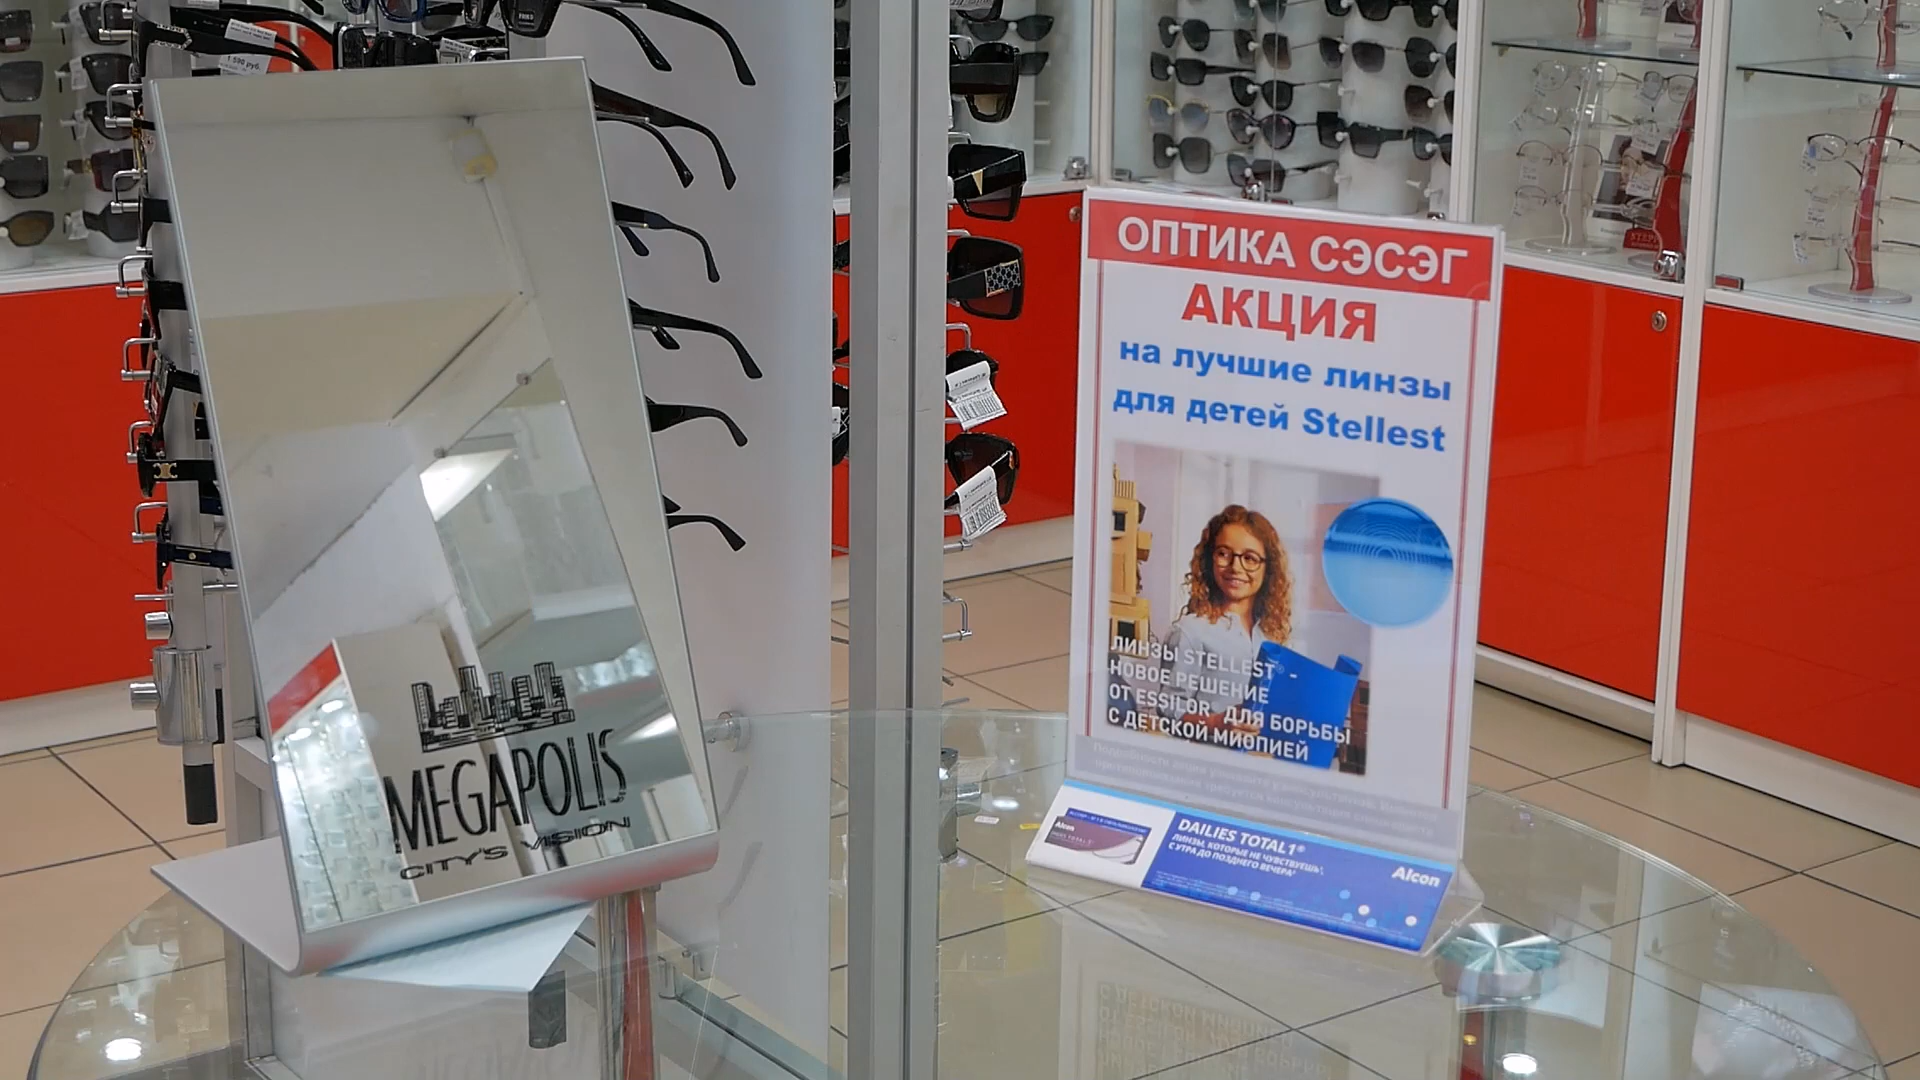 1 590 руб.
MEGAPOLIS
CITY'S VISION
ОПТИКА СЭСЭГ
АКЦИЯ
на лучшие линзы
для детей Stellest
ЛИНЗЫ STELLEST® -
НОВОЕ РЕШЕНИЕ
ОТ ESSILOR ДЛЯ БОРЬБЫ
С ДЕТСКОЙ МИОПИЕЙ
Alcon
DAILIES TOTAL1®
ЛИНЗЫ, КОТОРЫЕ НЕ ЧУВСТВУЕШЬ,
С УТРА ДО ПОЗДНЕГО ВЕЧЕРА
Alcon